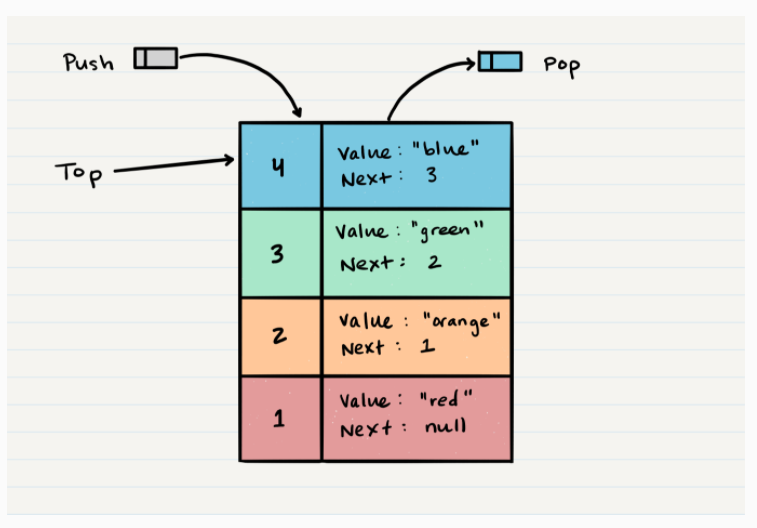 Push
Pop
Top
4
Value : "blue"
Next : 3
3
Value : "green"
Next : 2
2
Value : "orange"
Next : 1
1
Value : "red"
Next : null